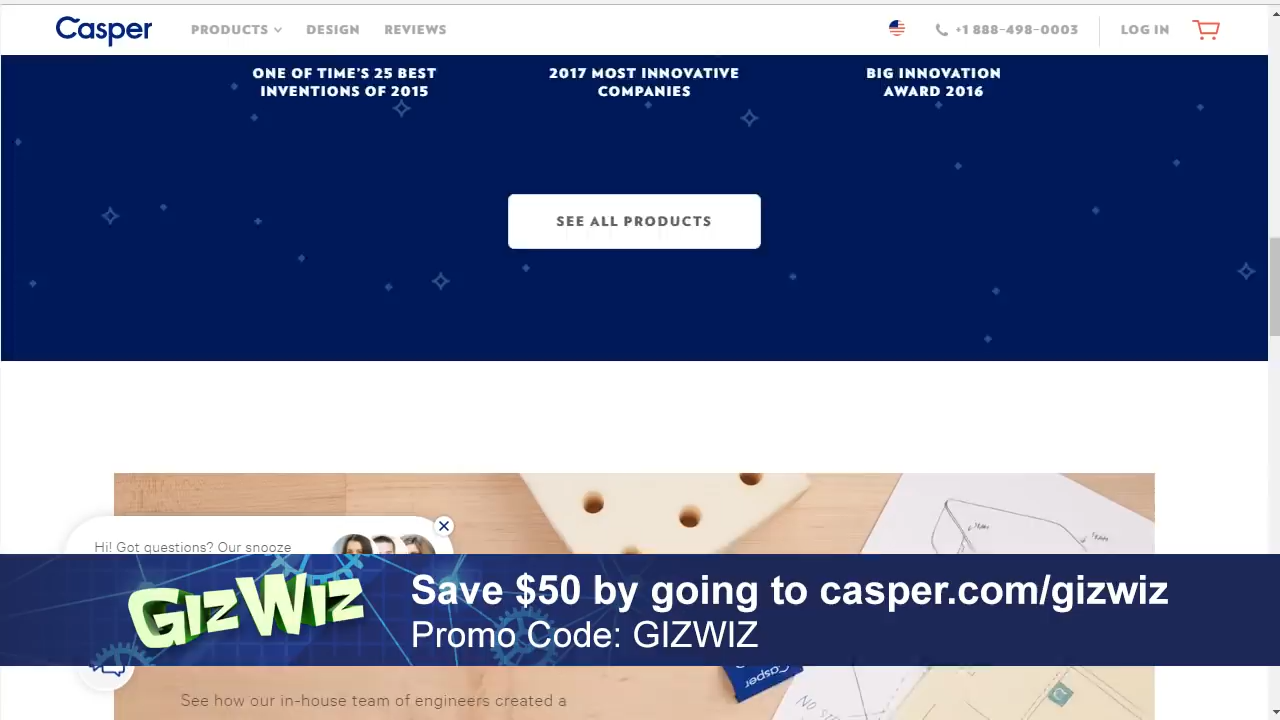 Casper PRODUCTS DESIGN REVIEWS +1 888-498-0003 LOG IN
ONE OF TIME'S 25 BEST
INVENTIONS OF 2015
2017 MOST INNOVATIVE
COMPANIES
BIG INNOVATION
AWARD 2016
SEE ALL PRODUCTS
Hi! Got questions? Our snooze
GIZWIZ
Save $50 by going to casper.com/gizwiz
Promo Code: GIZWIZ
Casper
See how our in-house team of engineers created a